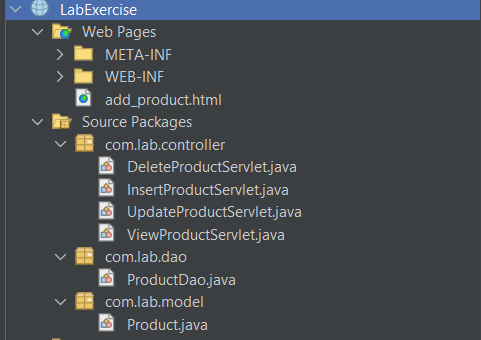 LabExercise
Web Pages
META-INF
WEB-INF
add_product.html
Source Packages
com.lab.controller
DeleteProductServlet.java
InsertProductServlet.java
UpdateProductServlet.java
ViewProductServlet.java
com.lab.dao
ProductDao.java
com.lab.model
Product.java